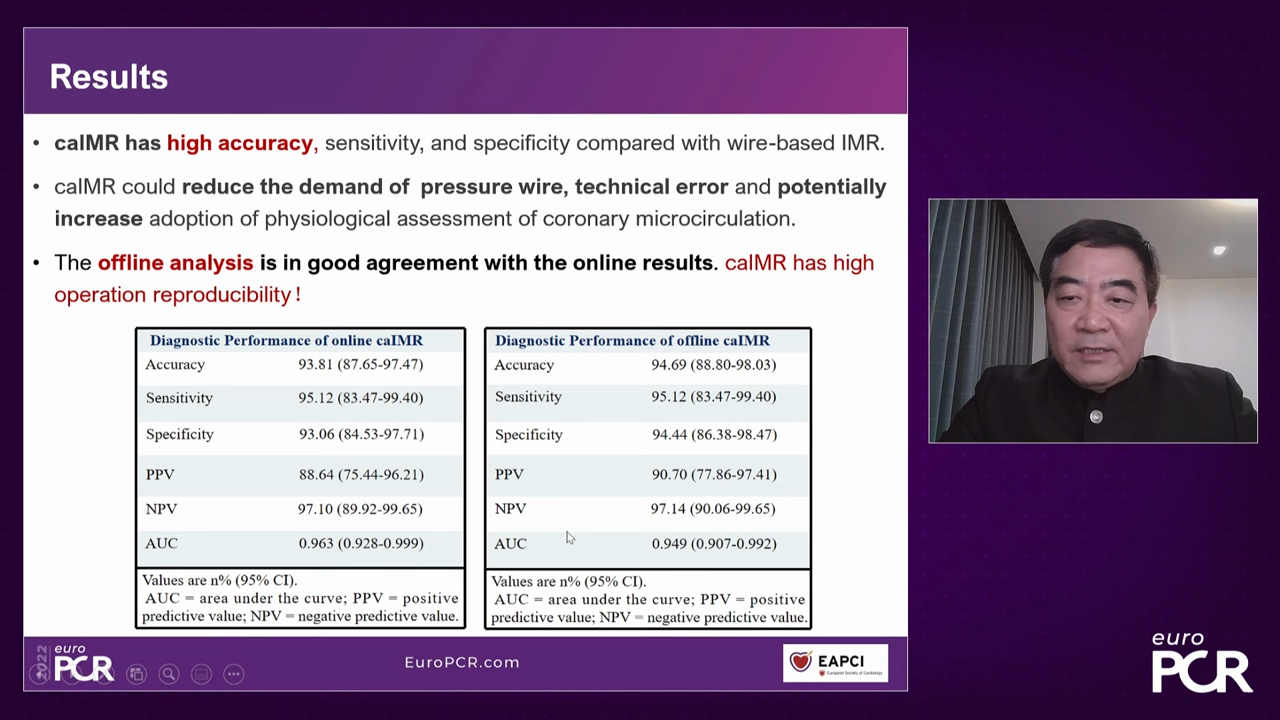 Results
• caIMR has high accuracy, sensitivity, and specificity compared with wire-based IMR.
• caIMR could reduce the demand of pressure wire, technical error and potentially
increase adoption of physiological assessment of coronary microcirculation.
• The offline analysis is in good agreement with the online results. caIMR has high
operation reproducibility!
Diagnostic Performance of online caIMR
Accuracy 93.81 (87.65-97.47)
Sensitivity 95.12 (83.47-99.40)
Specificity 93.06 (84.53-97.71)
PPV 88.64 (75.44-96.21)
NPV 97.10 (89.92-99.65)
AUC 0.963 (0.928-0.999)
Values are n% (95% CI).
AUC = area under the curve; PPV = positive
predictive value; NPV = negative predictive value.
Diagnostic Performance of offline caIMR
Accuracy 94.69 (88.80-98.03)
Sensitivity 95.12 (83.47-99.40)
Specificity 94.44 (86.38-98.47)
PPV 90.70 (77.86-97.41)
NPV 97.14 (90.06-99.65)
AUC 0.949 (0.907-0.992)
Values are n% (95% CI).
AUC = area under the curve; PPV = positive
predictive value; NPV = negative predictive value.
2022
euro
PCR
EuroPCR.com
EAPCI
European Society of Cardiology
euro
PCR